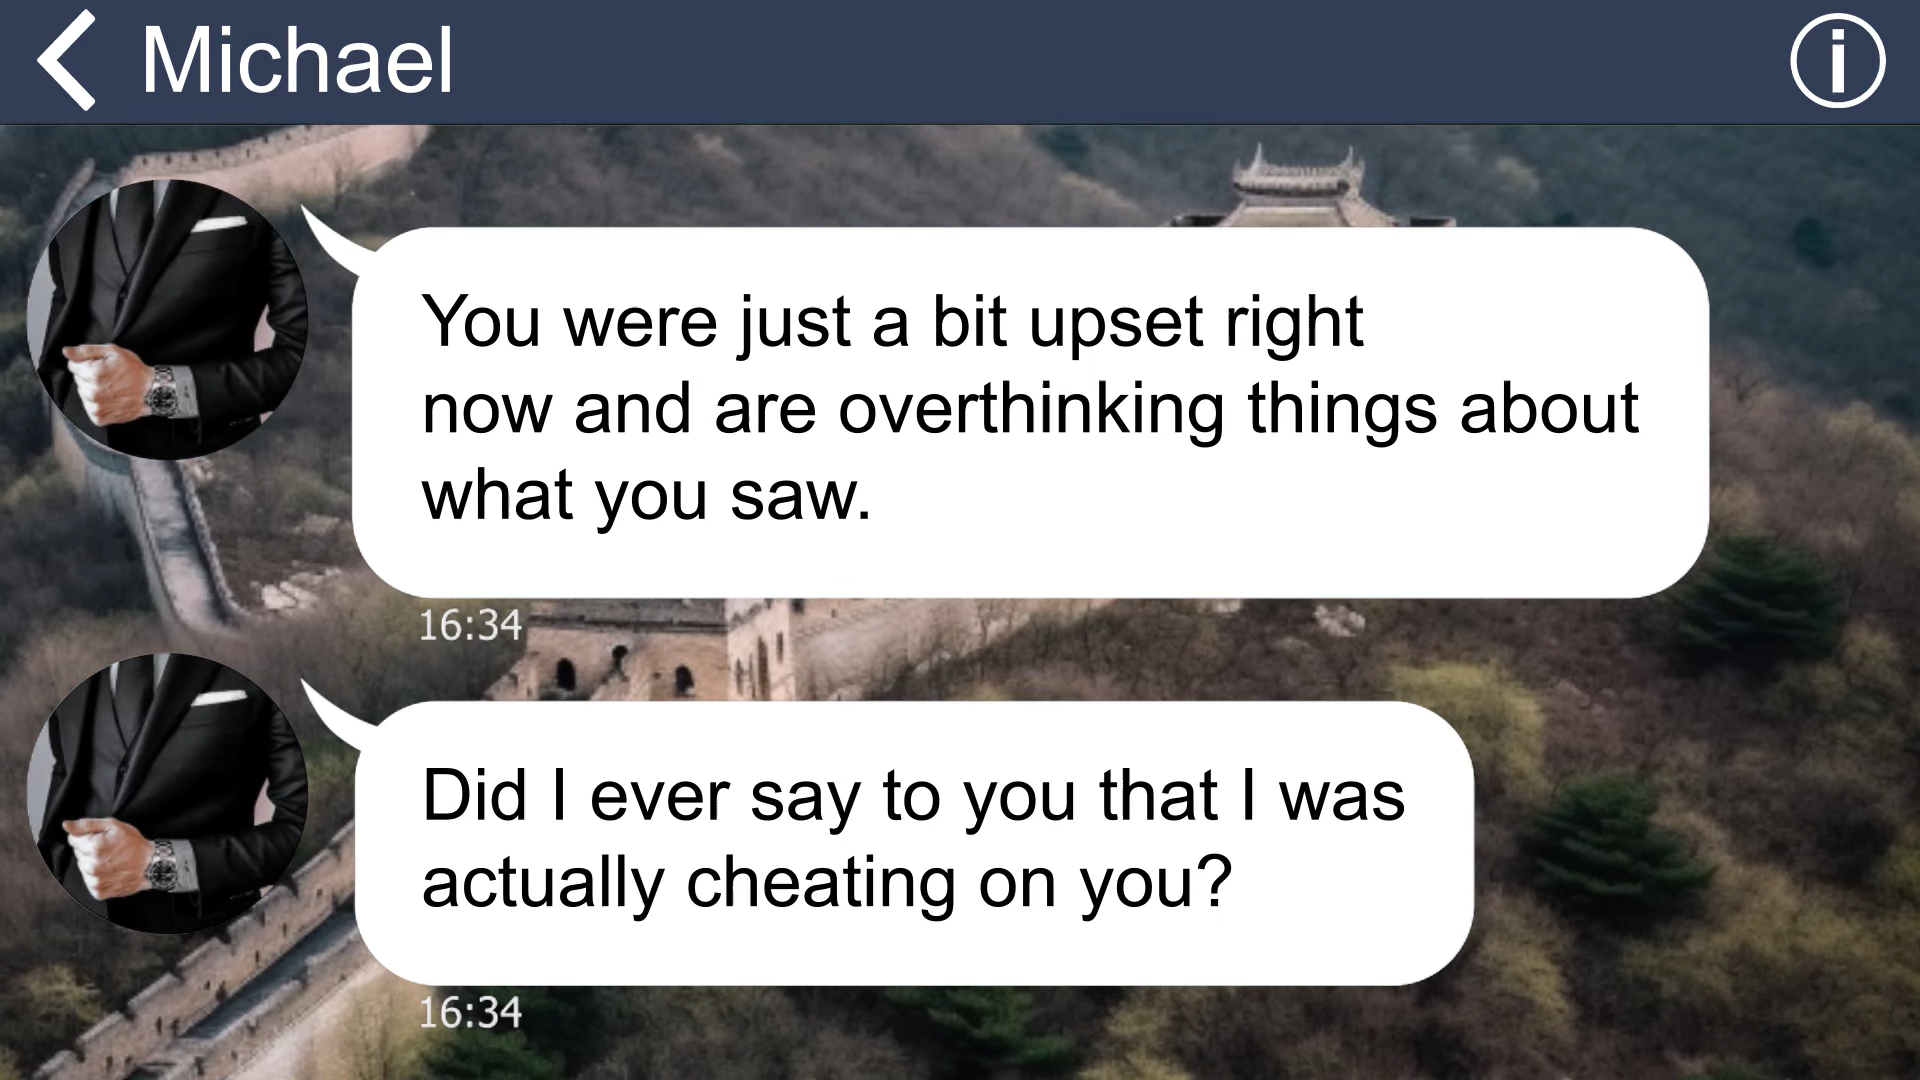 Michael
You were just a bit upset right
now and are overthinking things about
what you saw.
16:34
Did I ever say to you that I was
actually cheating on you?
16:34